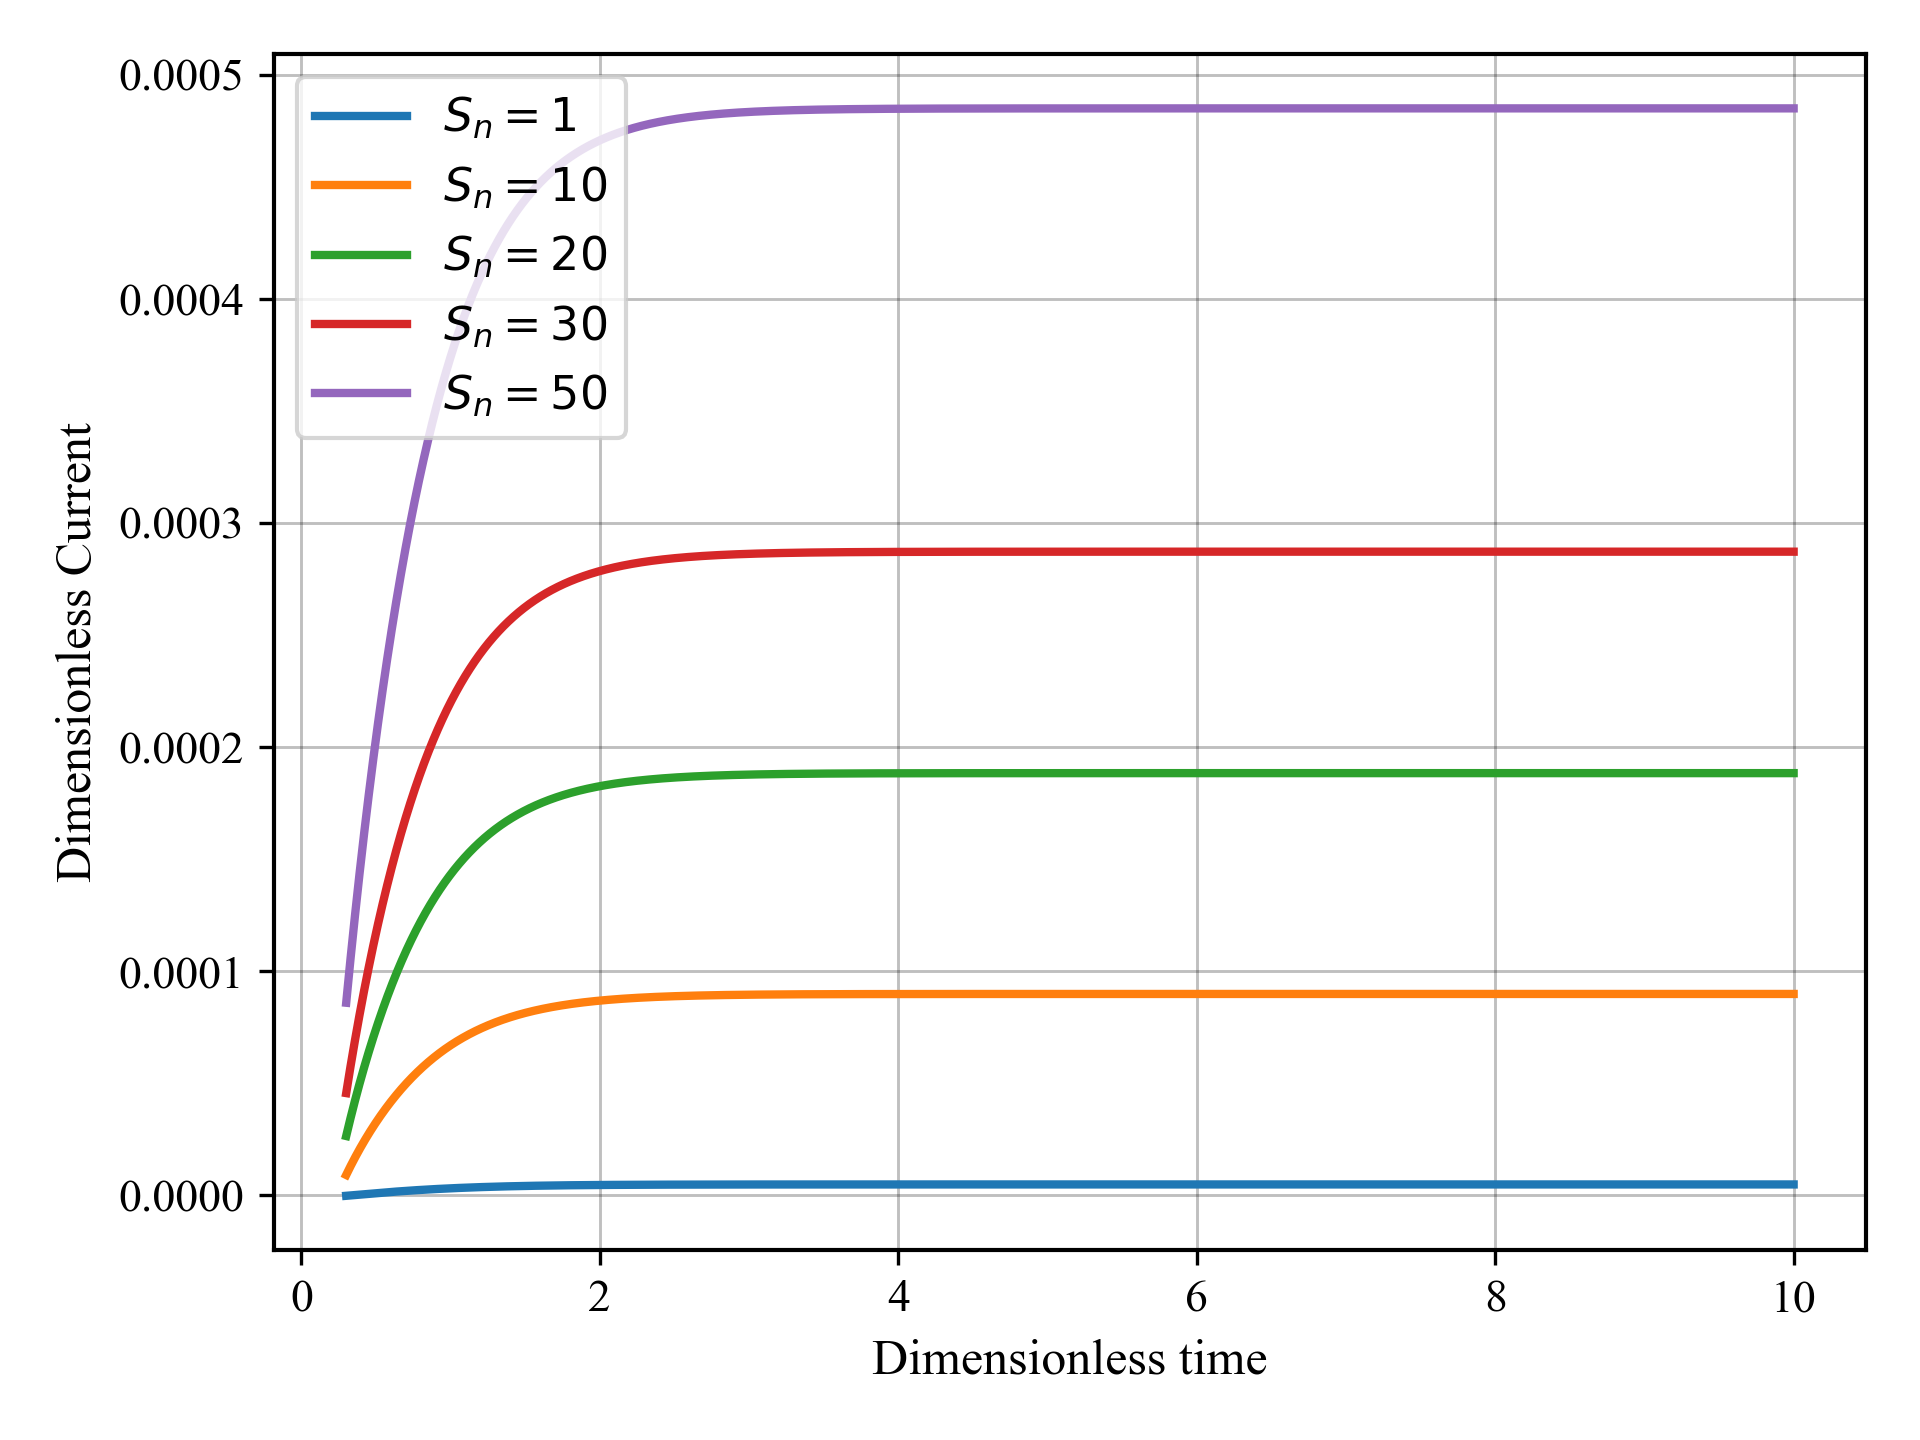 0.0005
0.0004
0.0003
0.0002
0.0001
0.0000
Dimensionless Current
S_n = 1
S_n = 10
S_n = 20
S_n = 30
S_n = 50
0 2 4 6 8 10
Dimensionless time